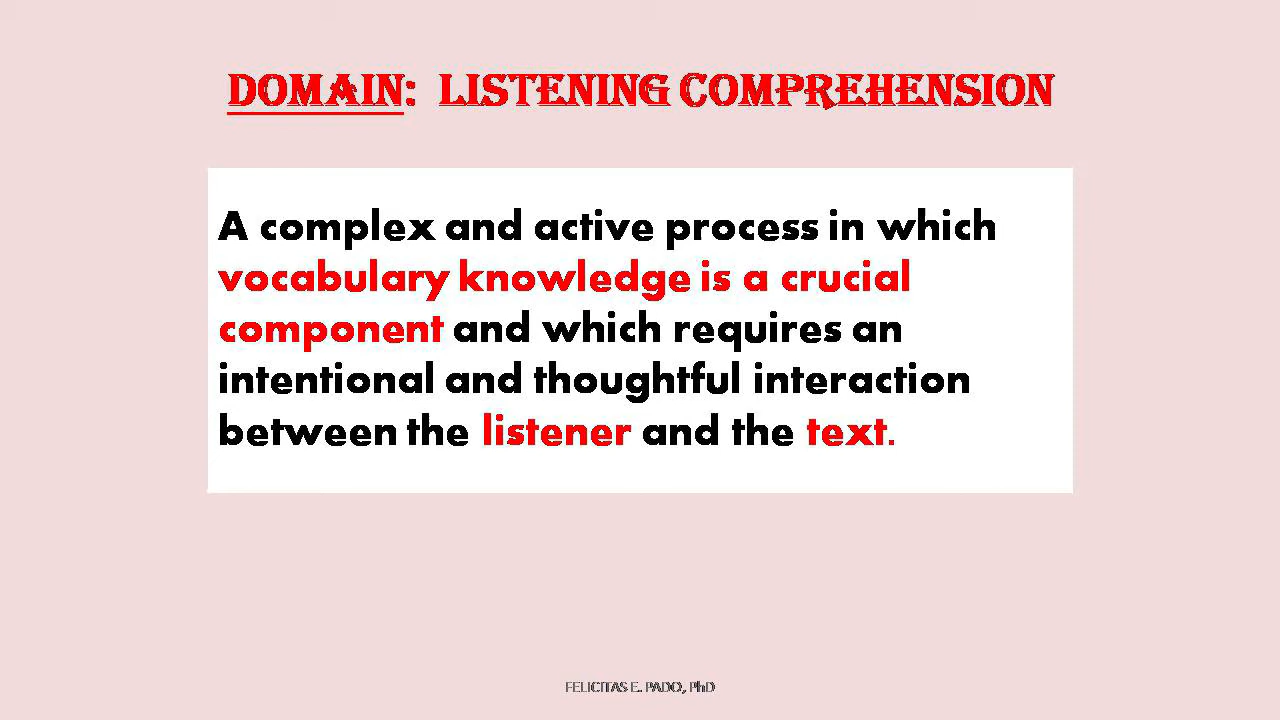 DOMAIN: LISTENING COMPREHENSION
A complex and active process in which
vocabulary knowledge is a crucial
component and which requires an
intentional and thoughtful interaction
between the listener and the text.
FELICITAS E. PADO, PhD